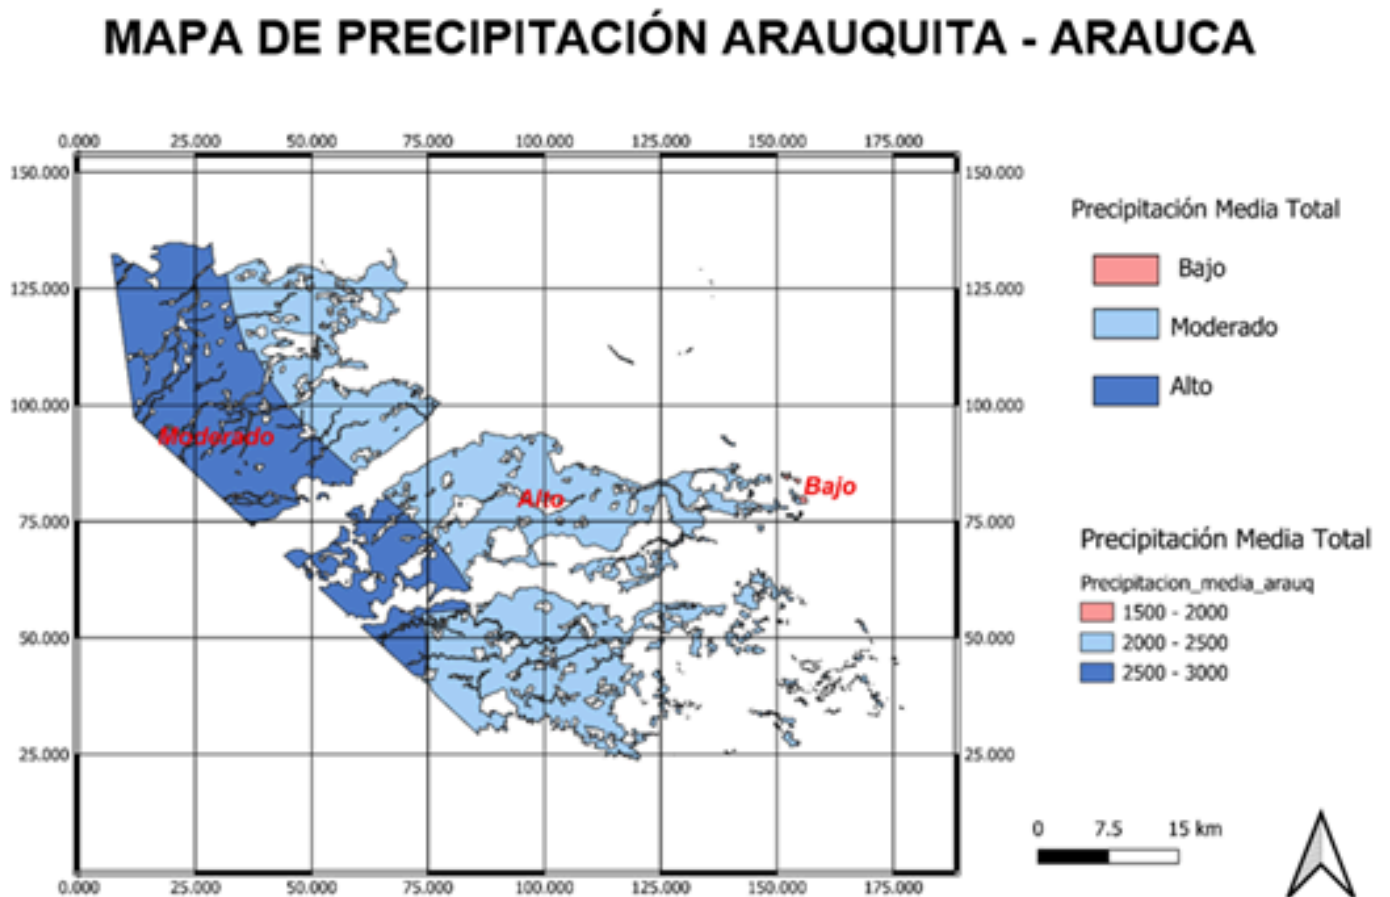 MAPA DE PRECIPITACIÓN ARAUQUITA - ARAUCA
0.000 25.000 50.000 75.000 100.000 125.000 150.000 175.000
150.000 150.000
125.000 125.000
100.000 100.000
75.000 75.000
50.000 50.000
25.000 25.000
0.000 25.000 50.000 75.000 100.000 125.000 150.000 175.000
Moderado
Alto
Bajo
Precipitación Media Total
Bajo
Moderado
Alto
Precipitación Media Total
Precipitacion_media_arauq
1500 - 2000
2000 - 2500
2500 - 3000
0 7.5 15 km